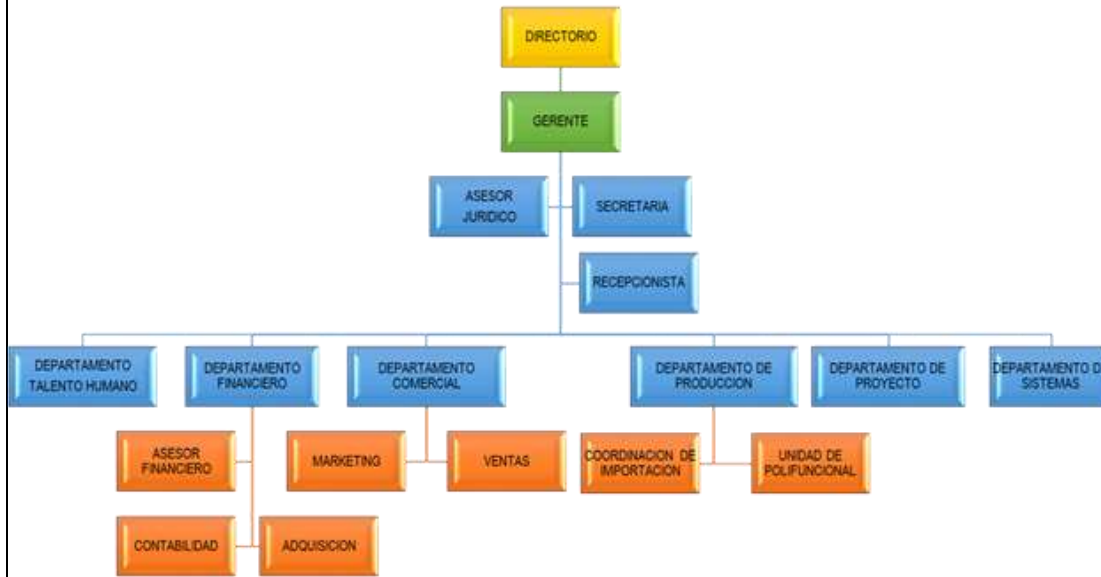 DIRECTORIO
GERENTE
ASESOR
JURIDICO
SECRETARIA
RECEPCIONISTA
DEPARTAMENTO
TALENTO HUMANO
DEPARTAMENTO
FINANCIERO
DEPARTAMENTO
COMERCIAL
DEPARTAMENTO DE
PRODUCCION
DEPARTAMENTO DE
PROYECTO
DEPARTAMENTO D
SISTEMAS
ASESOR
FINANCIERO
MARKETING
VENTAS
COORDINACION DE
IMPORTACION
UNIDAD DE
POLIFUNCIONAL
CONTABILIDAD
ADQUISICION